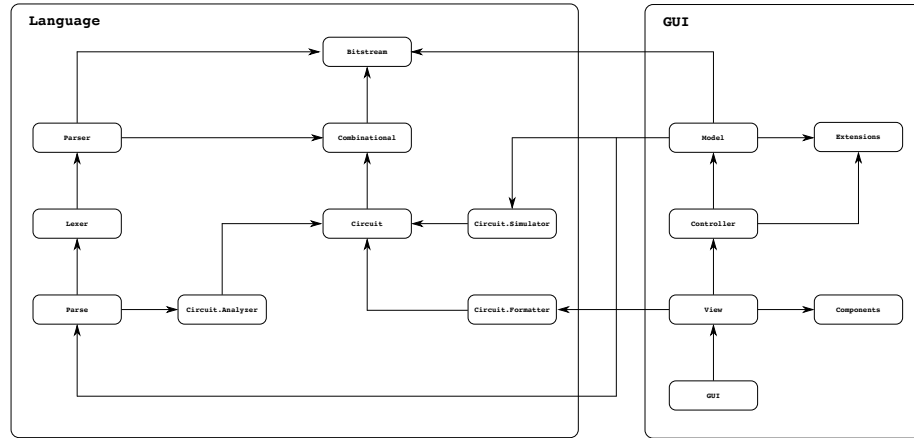 Language
GUI
Bitstream
Parser
Combinational
Model
Extensions
Lexer
Circuit
Circuit.Simulator
Controller
Parse
Circuit.Analyzer
Circuit.Formatter
View
Components
GUI